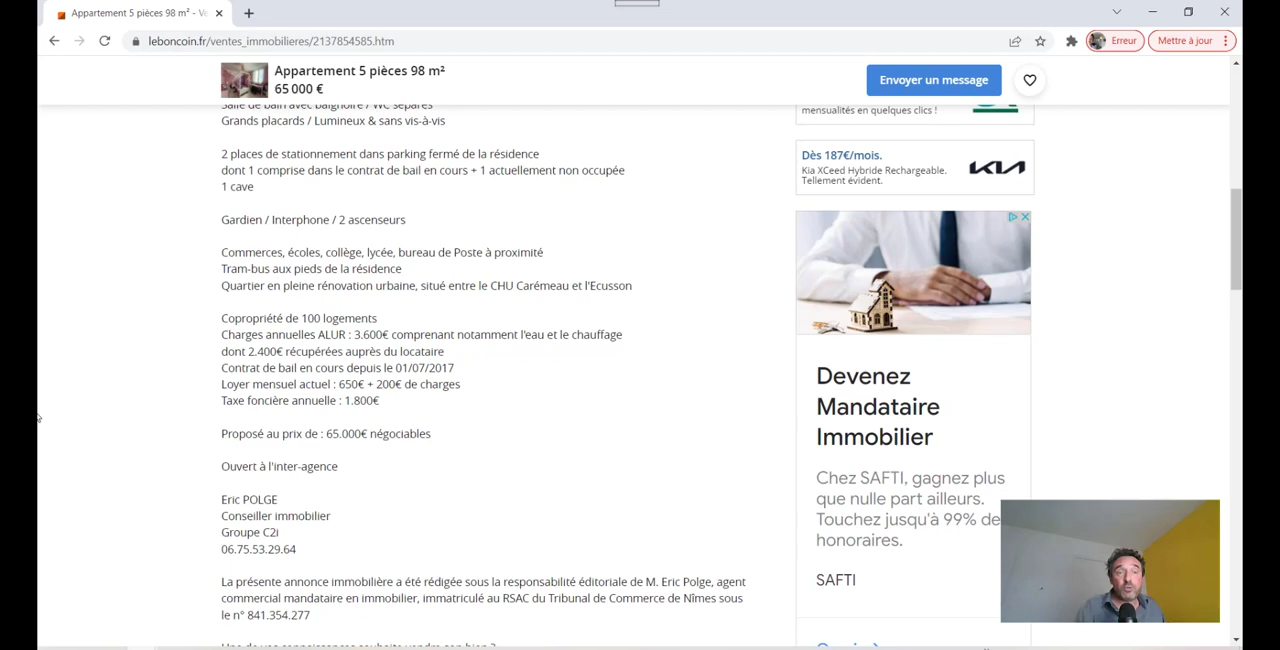 Appartement 5 pièces 98 m² - Ve
leboncoin.fr/ventes_immobilieres/2137854585.htm
Erreur
Mettre à jour
Appartement 5 pièces 98 m²
65 000 €
Envoyer un message
Salle de bain avec baignoire / WC séparés
Grands placards / Lumineux & sans vis-à-vis
2 places de stationnement dans parking fermé de la résidence
dont 1 comprise dans le contrat de bail en cours + 1 actuellement non occupée
1 cave
Gardien / Interphone / 2 ascenseurs
Commerces, écoles, collège, lycée, bureau de Poste à proximité
Tram-bus aux pieds de la résidence
Quartier en pleine rénovation urbaine, situé entre le CHU Carémeau et l'Ecusson
Copropriété de 100 logements
Charges annuelles ALUR : 3.600€ comprenant notamment l'eau et le chauffage
dont 2.400€ récupérées auprès du locataire
Contrat de bail en cours depuis le 01/07/2017
Loyer mensuel actuel : 650€ + 200€ de charges
Taxe foncière annuelle : 1.800€
Proposé au prix de : 65.000€ négociables
Ouvert à l'inter-agence
Eric POLGE
Conseiller immobilier
Groupe C2i
06.75.53.29.64
La présente annonce immobilière a été rédigée sous la responsabilité éditoriale de M. Eric Polge, agent
commercial mandataire en immobilier, immatriculé au RSAC du Tribunal de Commerce de Nîmes sous
le n° 841.354.277
mensualités en quelques clics !
Dès 187€/mois.
Kia XCeed Hybride Rechargeable.
Tellement évident.
KIA
Devenez
Mandataire
Immobilier
Chez SAFTI, gagnez plus
que nulle part ailleurs.
Touchez jusqu'à 99% de
honoraires.
SAFTI